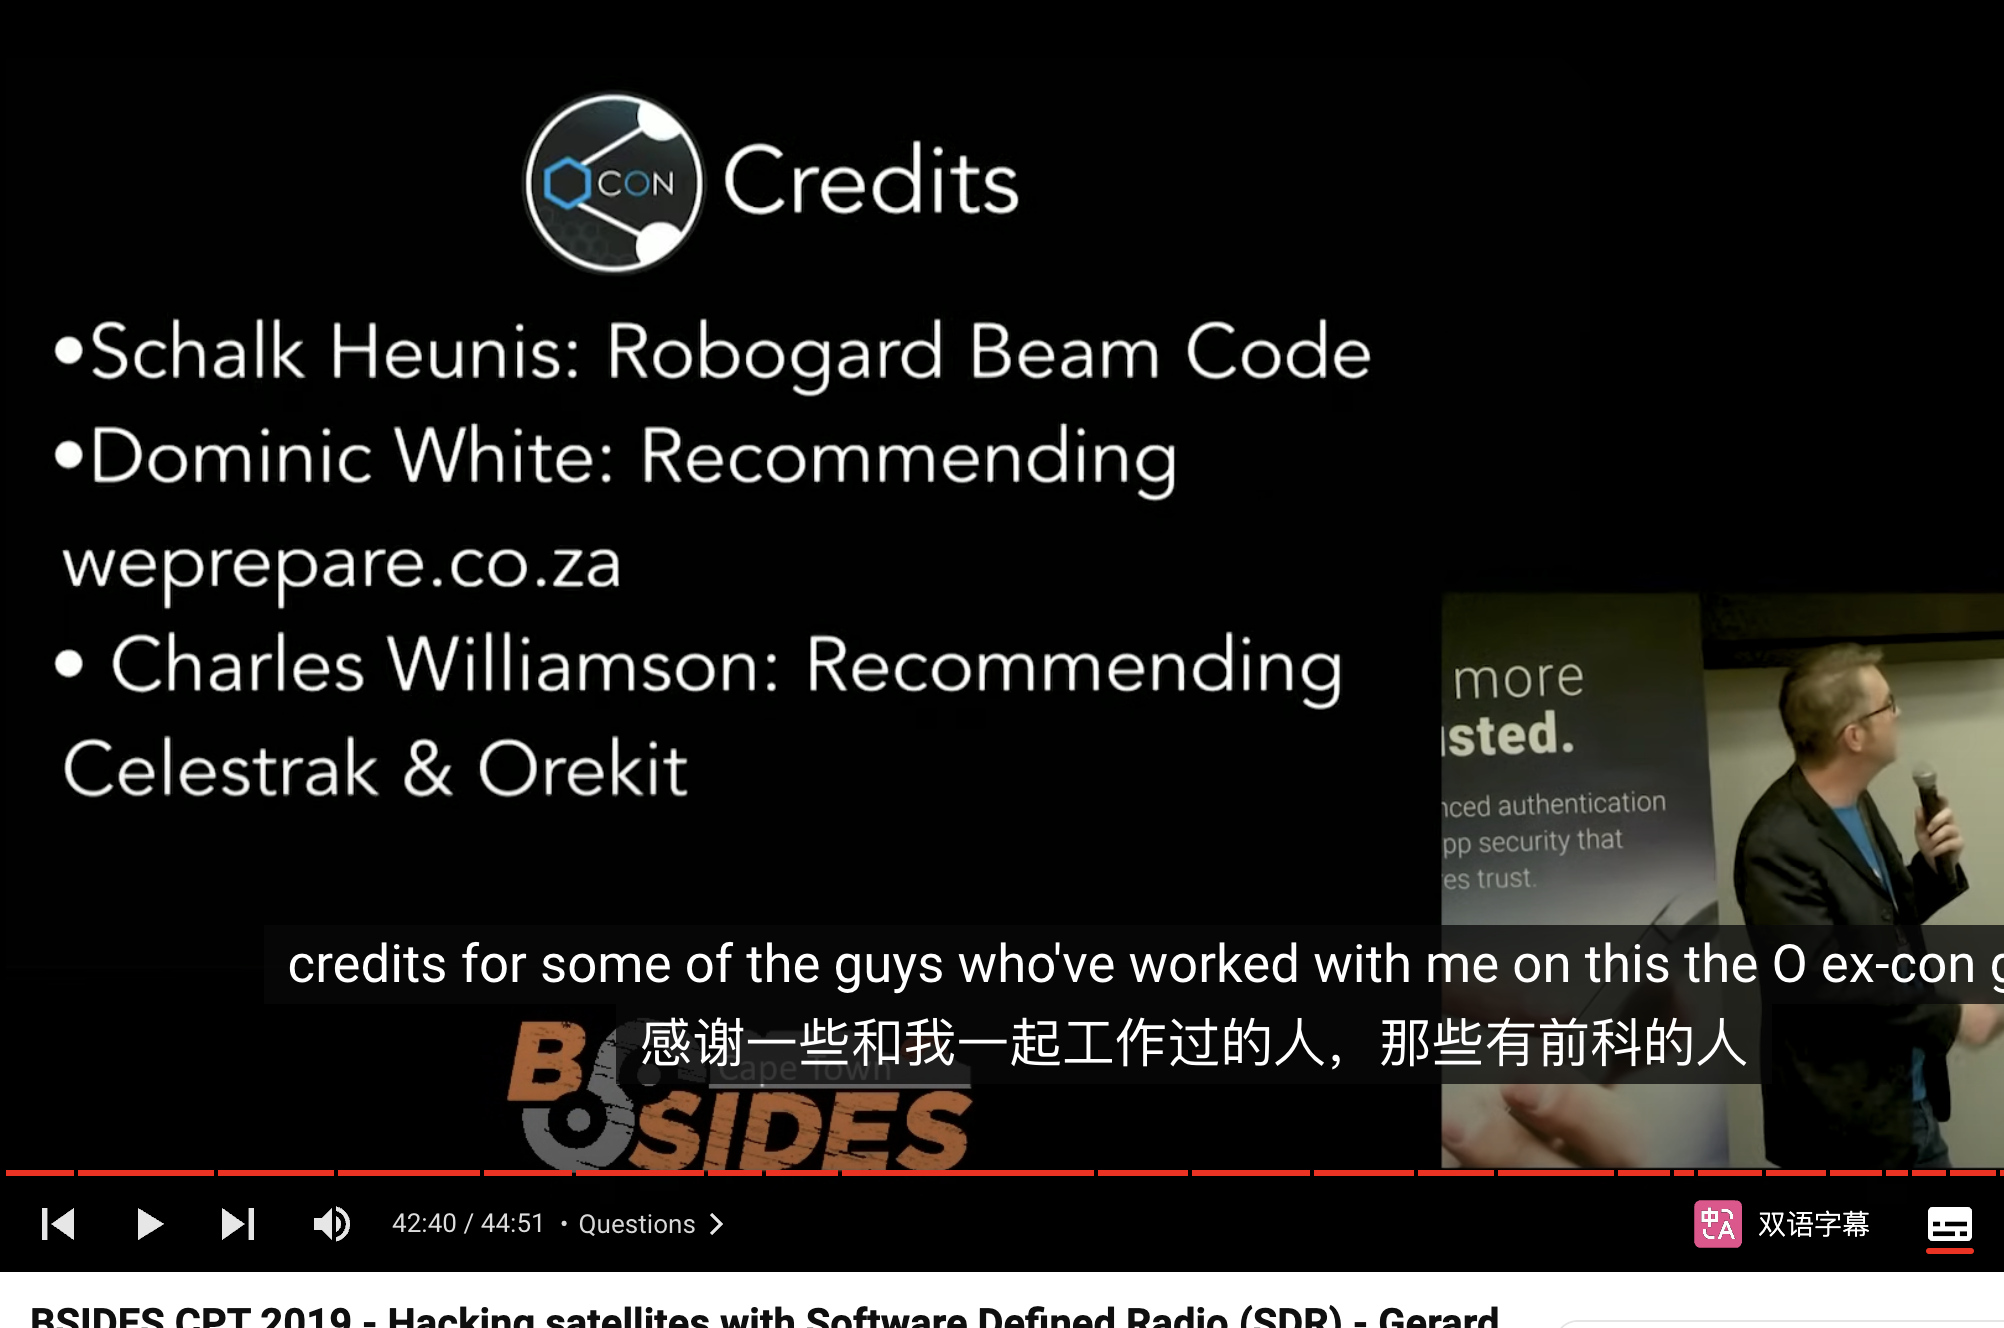 CON
Credits
•Schalk Heunis: Robogard Beam Code
•Dominic White: Recommending
weprepare.co.za
• Charles Williamson: Recommending
Celestrak & Orekit
more
sted.
nced authentication
pp security that
es trust.
credits for some of the guys who've worked with me on this the O ex-con g
感谢一些和我一起工作过的人，那些有前科的人
Cape Town
BSIDES
42:40 / 44:51 • Questions
中A 双语字幕
BSIDES CPT 2019 - Hacking satellites with Software Defined Radio (SDR) - Gerard